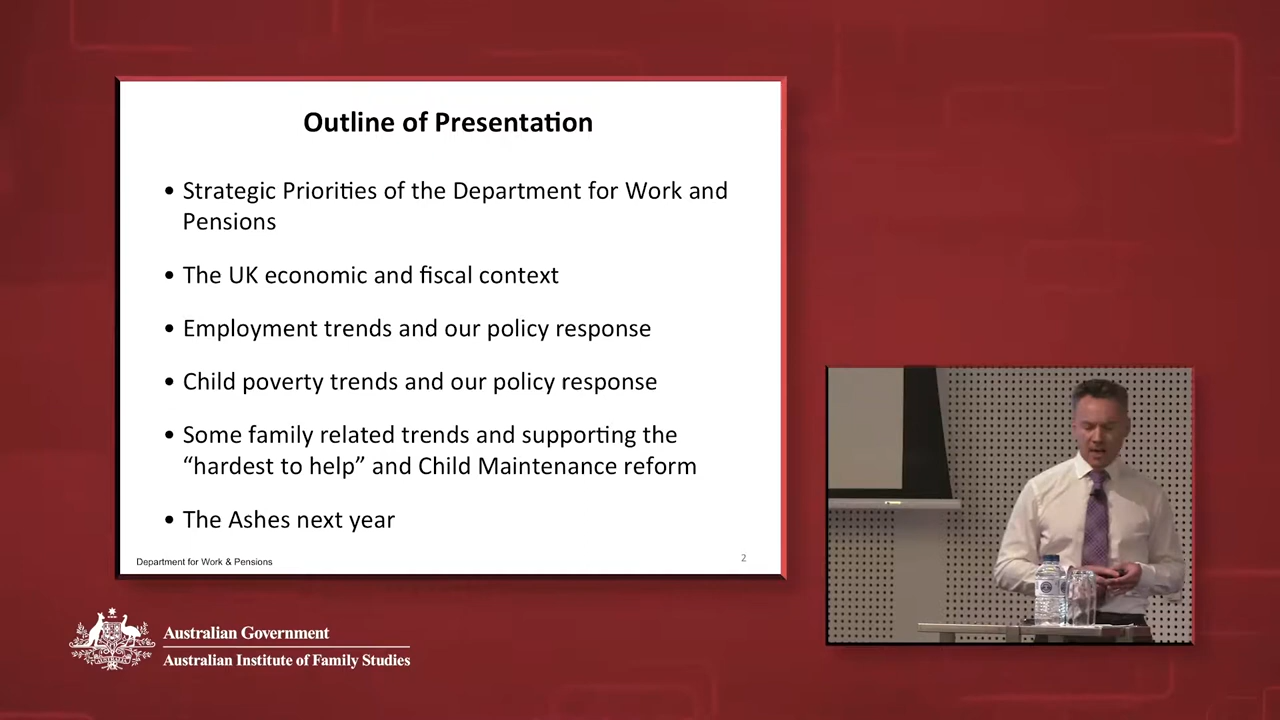 Outline of Presentation
• Strategic Priorities of the Department for Work and
Pensions
• The UK economic and fiscal context
• Employment trends and our policy response
• Child poverty trends and our policy response
• Some family related trends and supporting the
“hardest to help” and Child Maintenance reform
• The Ashes next year
Department for Work & Pensions
2
Australian Government
Australian Institute of Family Studies